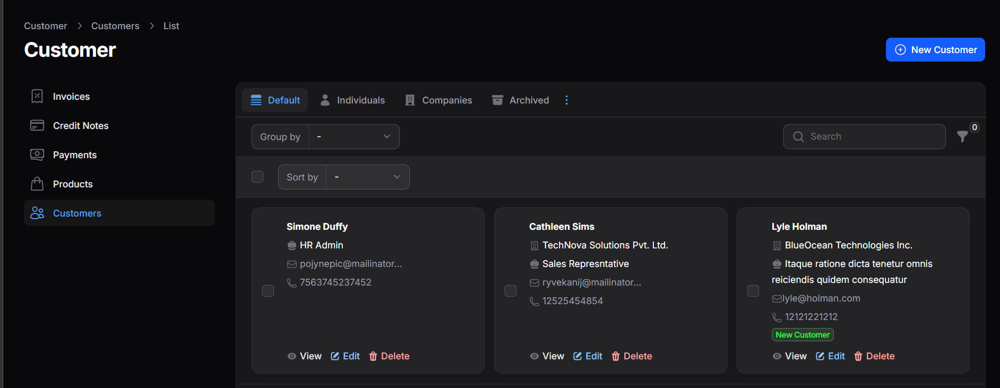 Customer > Customers > List
Customer
New Customer
Invoices
Credit Notes
Payments
Products
Customers
Default Individuals Companies Archived
Group by - Search 0
Sort by -
Simone Duffy
HR Admin
pojynepic@mailinator...
7563745237452
View Edit Delete
Cathleen Sims
TechNova Solutions Pvt. Ltd.
Sales Represntative
ryvekanij@mailinator...
12525454854
View Edit Delete
Lyle Holman
BlueOcean Technologies Inc.
Itaque ratione dicta tenetur omnis
reiciendis quidem consequatur
lyle@holman.com
12121221212
New Customer
View Edit Delete